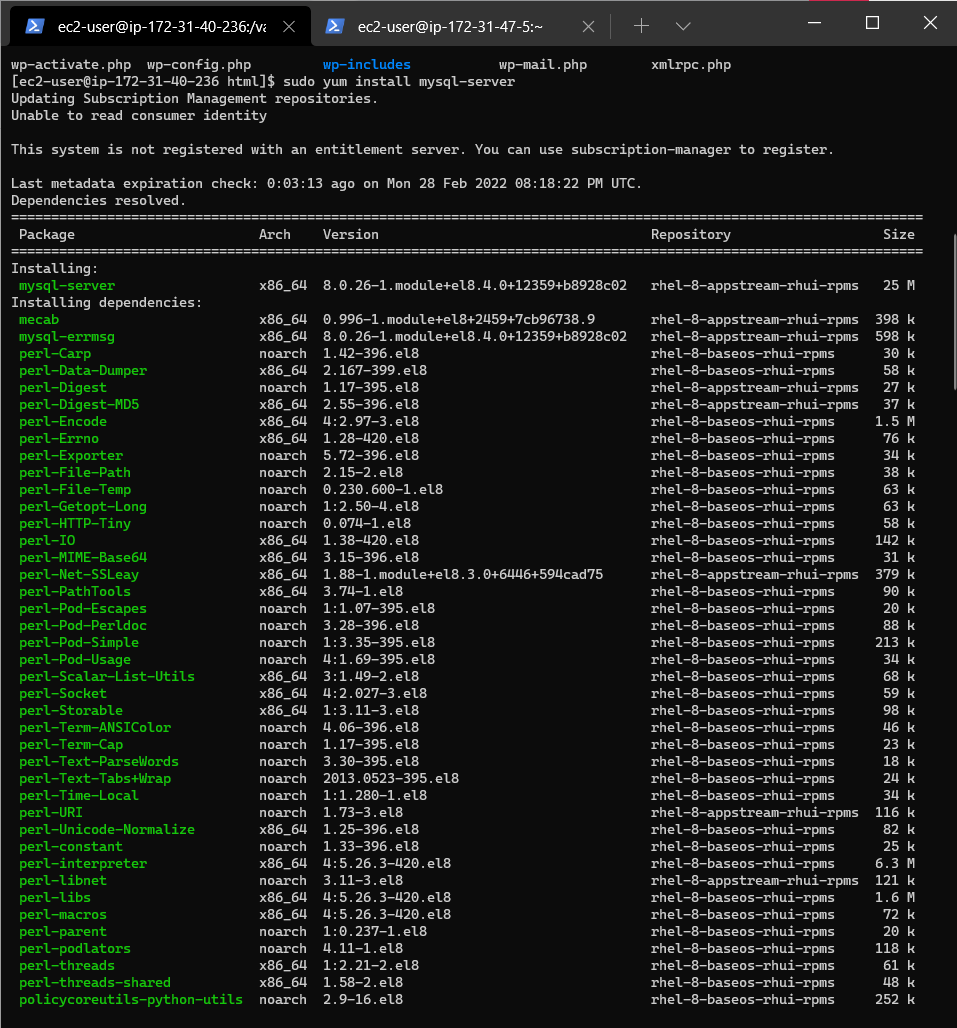 ec2-user@ip-172-31-40-236:/va
ec2-user@ip-172-31-47-5:~
wp-activate.php  wp-config.php         wp-includes           wp-mail.php        xmlrpc.php
[ec2-user@ip-172-31-40-236 html]$ sudo yum install mysql-server
Updating Subscription Management repositories.
Unable to read consumer identity
This system is not registered with an entitlement server. You can use subscription-manager to register.
Last metadata expiration check: 0:03:13 ago on Mon 28 Feb 2022 08:18:22 PM UTC.
Dependencies resolved.
Package Arch Version Repository Size
Installing:
mysql-server x86_64 8.0.26-1.module+el8.4.0+12359+b8928c02 rhel-8-appstream-rhui-rpms 25 M
Installing dependencies:
mecab x86_64 0.996-1.module+el8+2459+7cb96738.9 rhel-8-appstream-rhui-rpms 398 k
mysql-errmsg x86_64 8.0.26-1.module+el8.4.0+12359+b8928c02 rhel-8-appstream-rhui-rpms 598 k
perl-Carp noarch 1.42-396.el8 rhel-8-baseos-rhui-rpms 30 k
perl-Data-Dumper x86_64 2.167-399.el8 rhel-8-baseos-rhui-rpms 58 k
perl-Digest noarch 1.17-395.el8 rhel-8-appstream-rhui-rpms 27 k
perl-Digest-MD5 x86_64 2.55-396.el8 rhel-8-appstream-rhui-rpms 37 k
perl-Encode x86_64 4:2.97-3.el8 rhel-8-baseos-rhui-rpms 1.5 M
perl-Errno x86_64 1.28-420.el8 rhel-8-baseos-rhui-rpms 76 k
perl-Exporter noarch 5.72-396.el8 rhel-8-baseos-rhui-rpms 34 k
perl-File-Path noarch 2.15-2.el8 rhel-8-baseos-rhui-rpms 38 k
perl-File-Temp noarch 0.230.600-1.el8 rhel-8-baseos-rhui-rpms 63 k
perl-Getopt-Long noarch 1:2.50-4.el8 rhel-8-baseos-rhui-rpms 63 k
perl-HTTP-Tiny noarch 0.074-1.el8 rhel-8-baseos-rhui-rpms 58 k
perl-IO x86_64 1.38-420.el8 rhel-8-baseos-rhui-rpms 142 k
perl-MIME-Base64 x86_64 3.15-396.el8 rhel-8-baseos-rhui-rpms 31 k
perl-Net-SSLeay x86_64 1.88-1.module+el8.3.0+6446+594cad75 rhel-8-appstream-rhui-rpms 379 k
perl-PathTools x86_64 3.74-1.el8 rhel-8-baseos-rhui-rpms 90 k
perl-Pod-Escapes noarch 1:1.07-395.el8 rhel-8-baseos-rhui-rpms 20 k
perl-Pod-Perldoc noarch 3.28-396.el8 rhel-8-baseos-rhui-rpms 88 k
perl-Pod-Simple noarch 1:3.35-395.el8 rhel-8-baseos-rhui-rpms 213 k
perl-Pod-Usage noarch 4:1.69-395.el8 rhel-8-baseos-rhui-rpms 34 k
perl-Scalar-List-Utils x86_64 3:1.49-2.el8 rhel-8-baseos-rhui-rpms 68 k
perl-Socket x86_64 4:2.027-3.el8 rhel-8-baseos-rhui-rpms 59 k
perl-Storable x86_64 1:3.11-3.el8 rhel-8-baseos-rhui-rpms 98 k
perl-Term-ANSIColor noarch 4.06-396.el8 rhel-8-baseos-rhui-rpms 46 k
perl-Term-Cap noarch 1.17-395.el8 rhel-8-baseos-rhui-rpms 23 k
perl-Text-ParseWords noarch 3.30-395.el8 rhel-8-baseos-rhui-rpms 18 k
perl-Text-Tabs+Wrap noarch 2013.0523-395.el8 rhel-8-baseos-rhui-rpms 24 k
perl-Time-Local noarch 1:1.280-1.el8 rhel-8-baseos-rhui-rpms 34 k
perl-URI noarch 1.73-3.el8 rhel-8-appstream-rhui-rpms 116 k
perl-Unicode-Normalize x86_64 1.25-396.el8 rhel-8-baseos-rhui-rpms 82 k
perl-constant noarch 1.33-396.el8 rhel-8-baseos-rhui-rpms 25 k
perl-interpreter x86_64 4:5.26.3-420.el8 rhel-8-baseos-rhui-rpms 6.3 M
perl-libnet noarch 3.11-3.el8 rhel-8-appstream-rhui-rpms 121 k
perl-libs x86_64 4:5.26.3-420.el8 rhel-8-baseos-rhui-rpms 1.6 M
perl-macros x86_64 4:5.26.3-420.el8 rhel-8-baseos-rhui-rpms 72 k
perl-parent noarch 1:0.237-1.el8 rhel-8-baseos-rhui-rpms 20 k
perl-podlators noarch 4.11-1.el8 rhel-8-baseos-rhui-rpms 118 k
perl-threads x86_64 1:2.21-2.el8 rhel-8-baseos-rhui-rpms 61 k
perl-threads-shared x86_64 1.58-2.el8 rhel-8-baseos-rhui-rpms 48 k
policycoreutils-python-utils noarch 2.9-16.el8 rhel-8-baseos-rhui-rpms 252 k